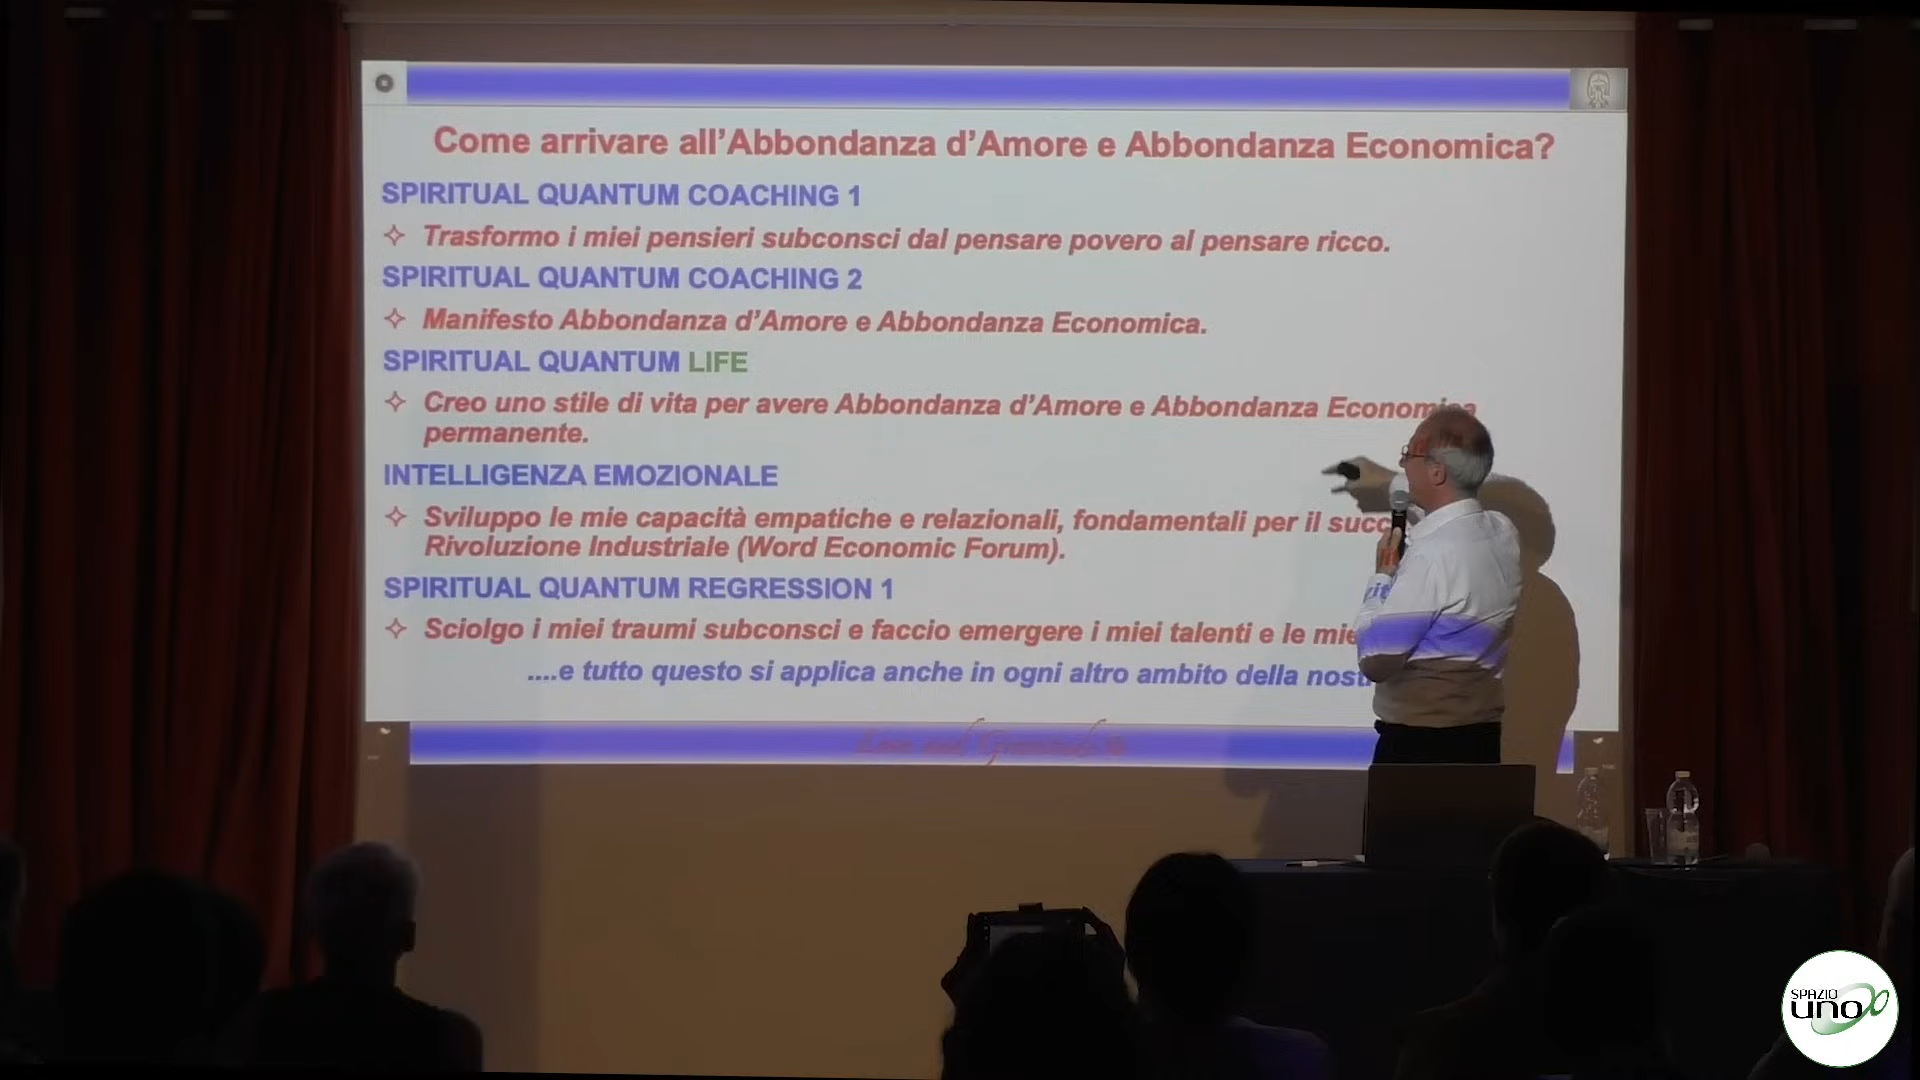 Come arrivare all'Abbondanza d'Amore e Abbondanza Economica?
SPIRITUAL QUANTUM COACHING 1
Trasformo i miei pensieri subconsci dal pensare povero al pensare ricco.
SPIRITUAL QUANTUM COACHING 2
Manifesto Abbondanza d'Amore e Abbondanza Economica.
SPIRITUAL QUANTUM LIFE
Creo uno stile di vita per avere Abbondanza d'Amore e Abbondanza Economica
permanente.
INTELLIGENZA EMOZIONALE
Sviluppo le mie capacità empatiche e relazionali, fondamentali per il succ
Rivoluzione Industriale (Word Economic Forum).
SPIRITUAL QUANTUM REGRESSION 1
Sciolgo i miei traumi subconsci e faccio emergere i miei talenti e le mie
....e tutto questo si applica anche in ogni altro ambito della nost
SPAZIO
uno